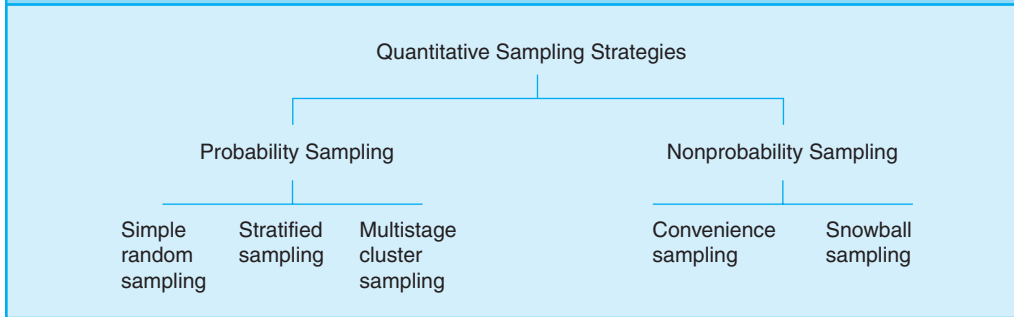 Quantitative Sampling Strategies
Probability Sampling
Nonprobability Sampling
Simple
random
sampling
Stratified
sampling
Multistage
cluster
sampling
Convenience
sampling
Snowball
sampling